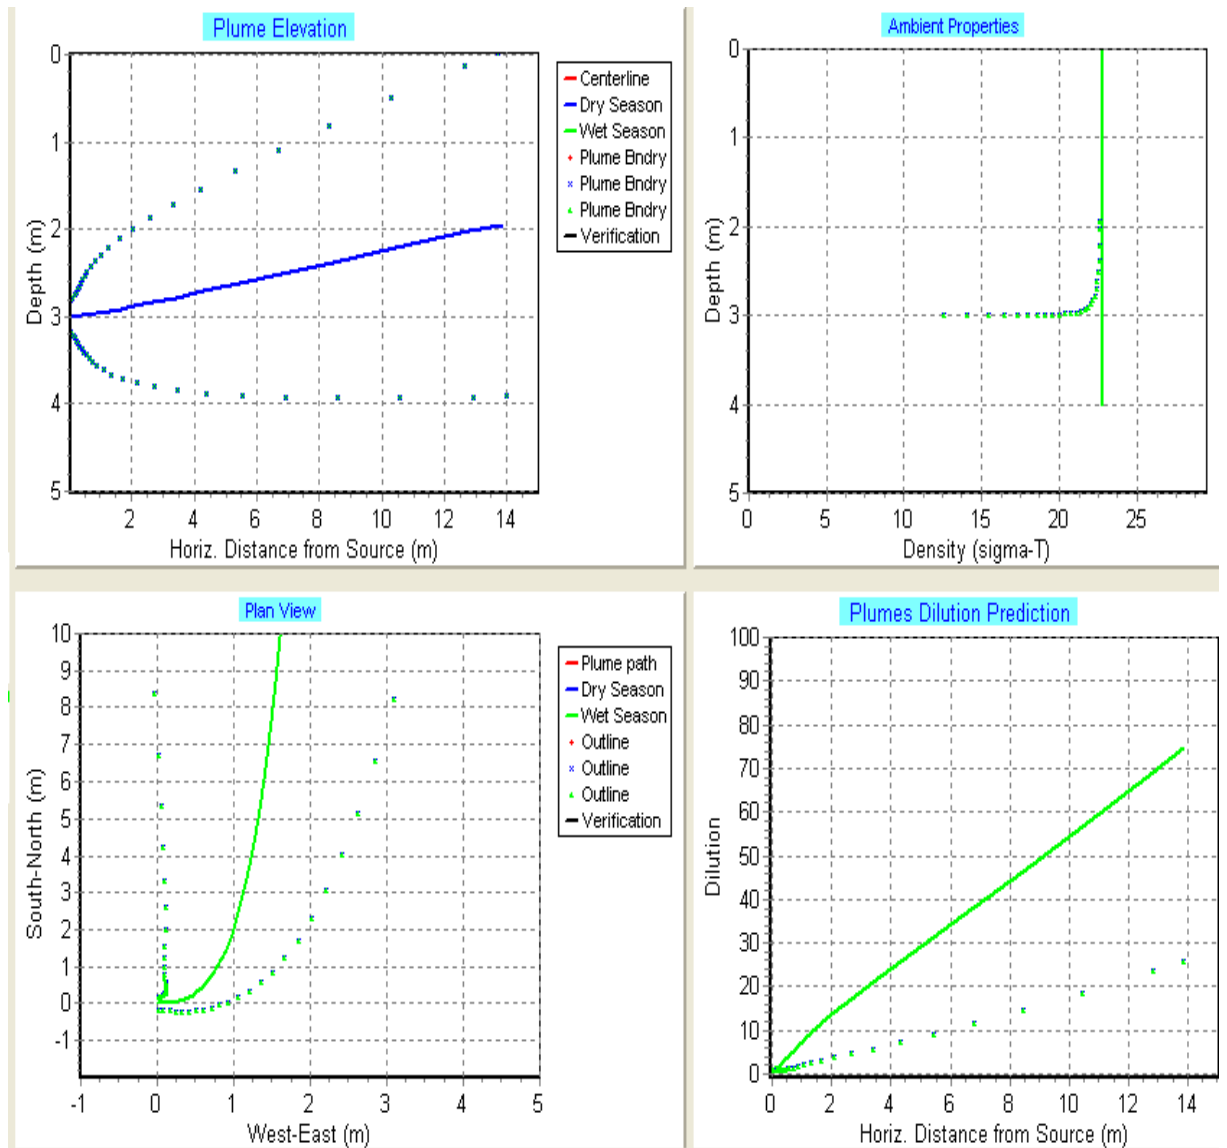 Plume Elevation
0
1
2
3
4
5
Depth (m)
2
4
6
8
10
12
14
Horiz. Distance from Source (m)
Centerline
Dry Season
Wet Season
Plume Bndry
Plume Bndry
Plume Bndry
Verification
Ambient Properties
0
1
2
3
4
5
Depth (m)
0
5
10
15
20
25
Density (sigma-T)
Plan View
10
9
8
7
6
5
4
3
2
1
0
-1
South-North (m)
-1
0
1
2
3
4
5
West-East (m)
Plume path
Dry Season
Wet Season
Outline
Outline
Outline
Verification
Plumes Dilution Prediction
100
90
80
70
60
50
40
30
20
10
0
Dilution
0
2
4
6
8
10
12
14
Horiz. Distance from Source (m)